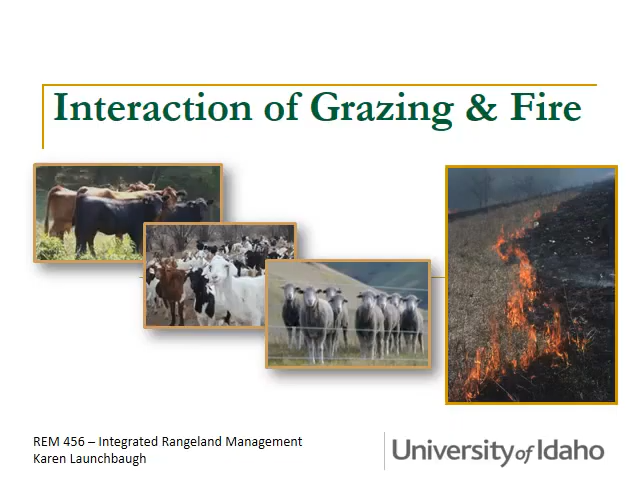 Interaction of Grazing & Fire
REM 456 – Integrated Rangeland Management
Karen Launchbaugh
University of Idaho